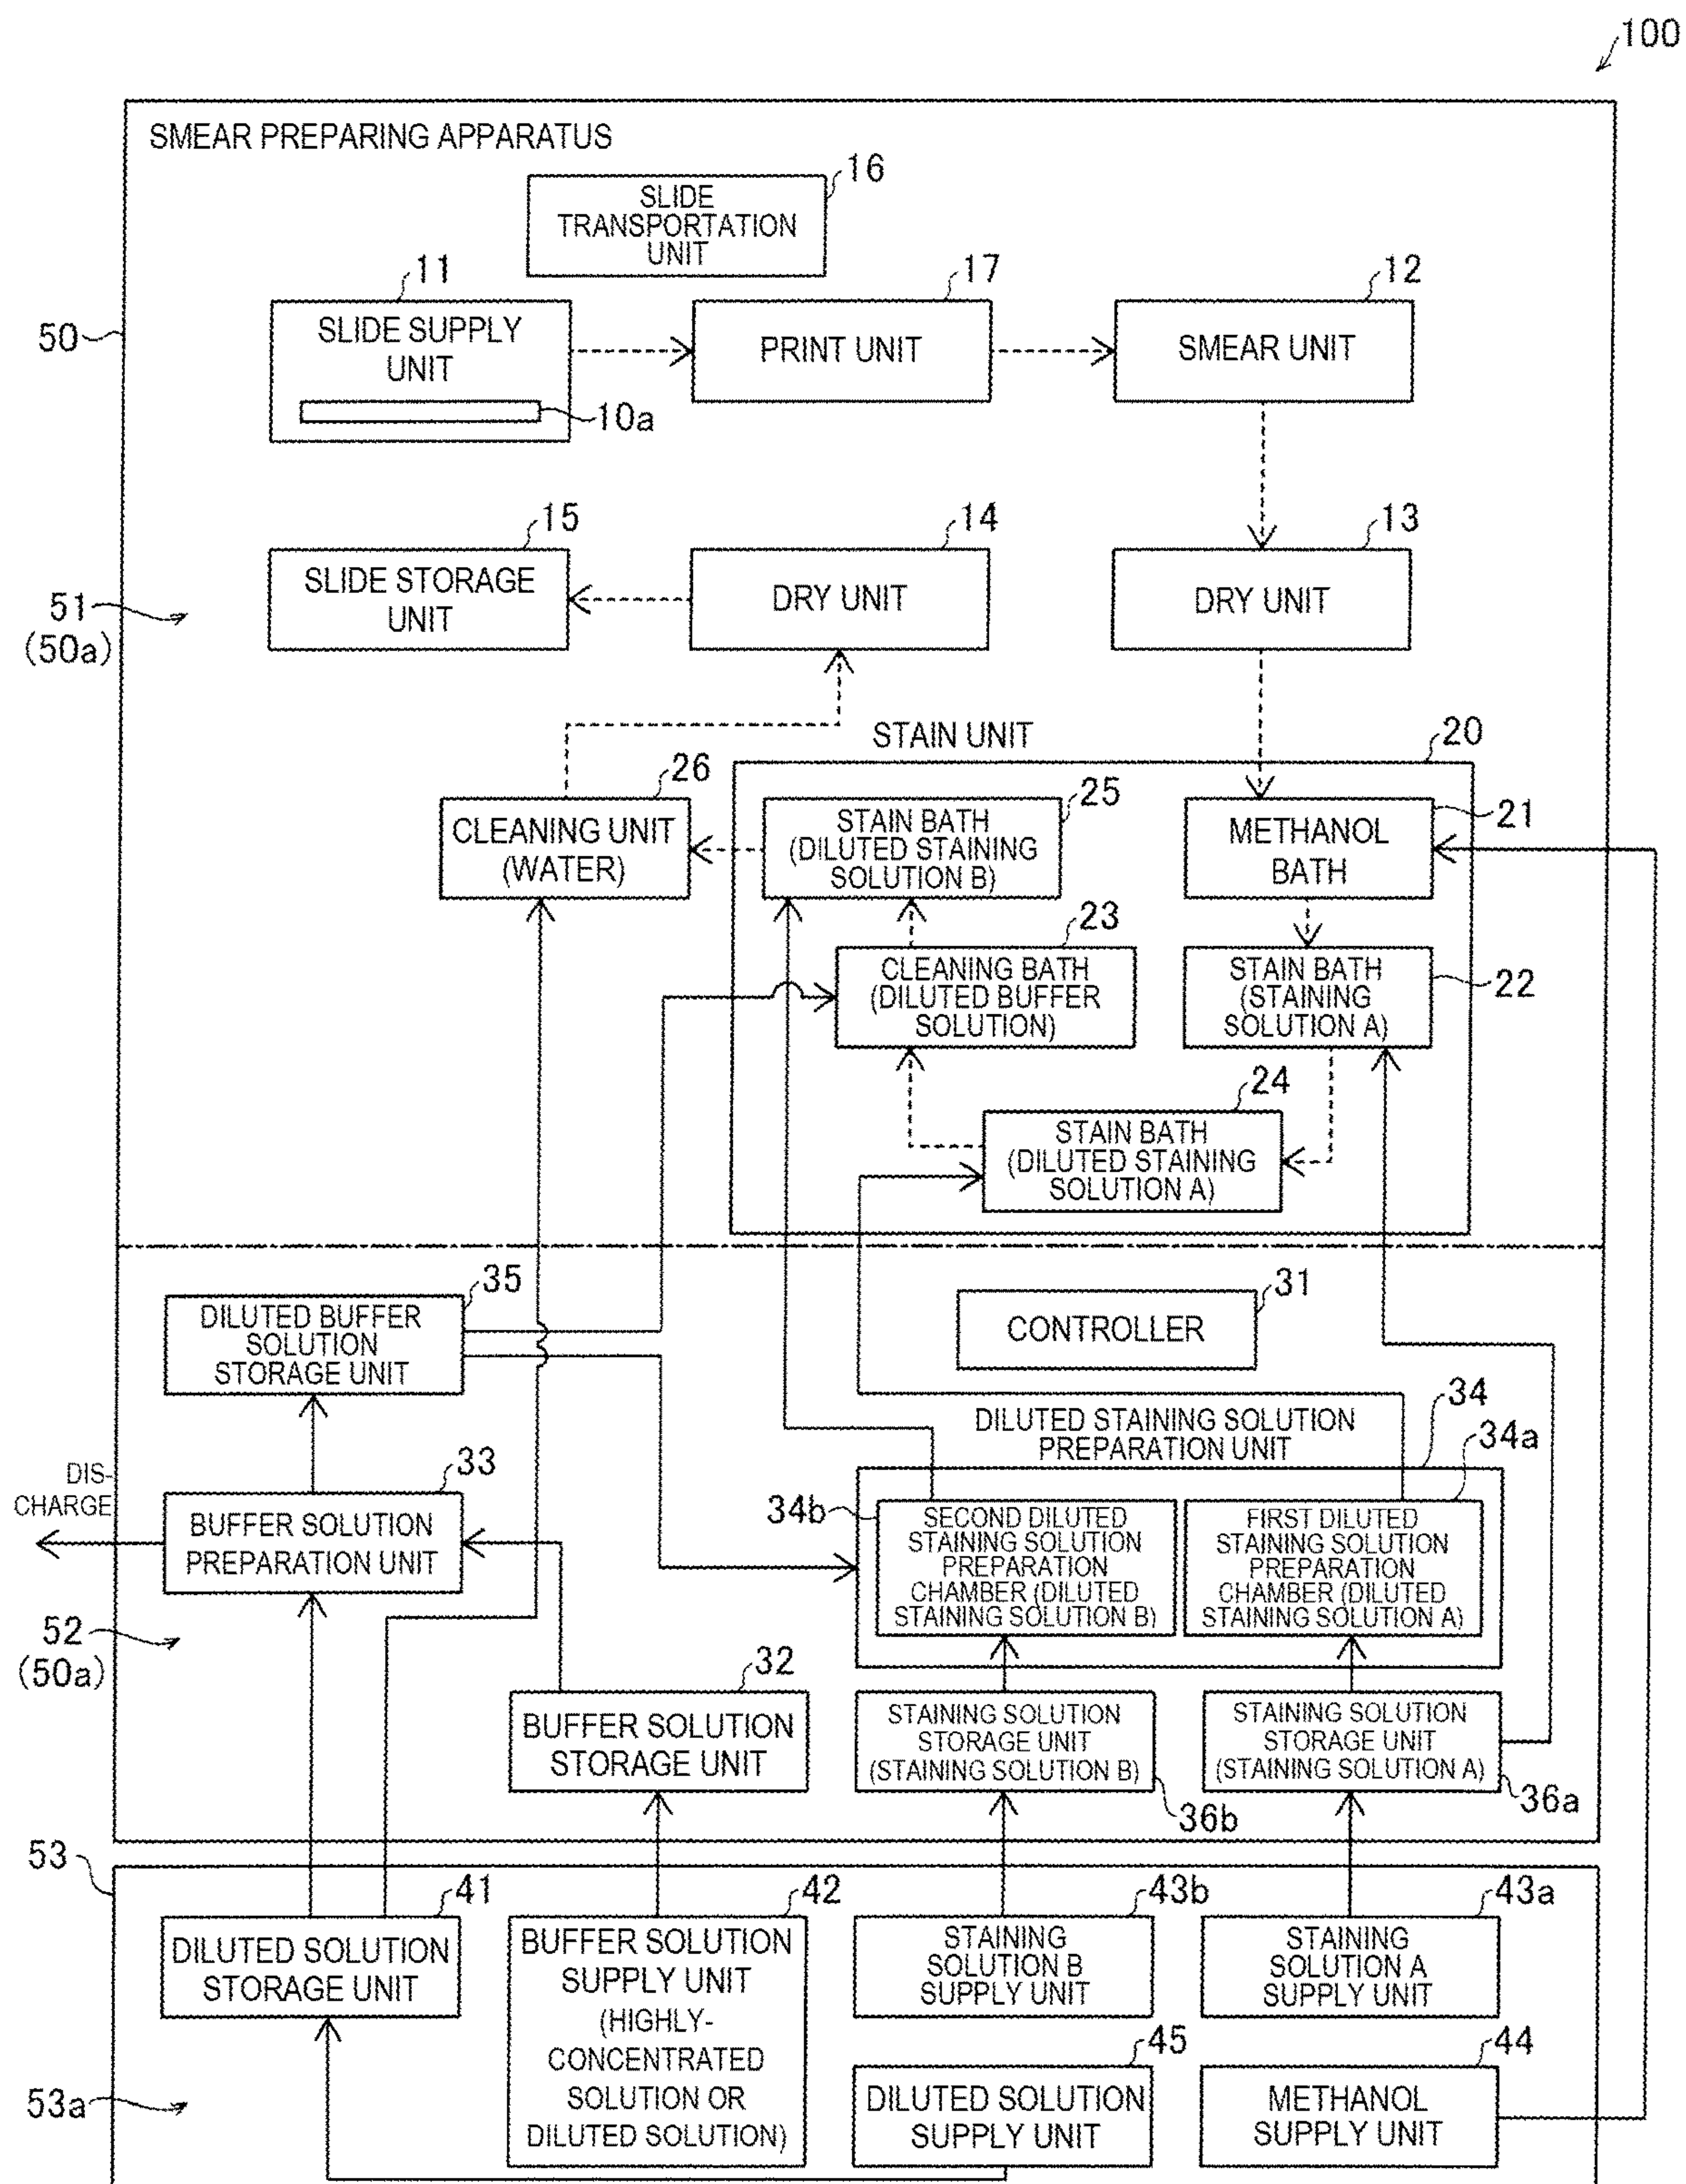 100
SMEAR PREPARING APPARATUS
16
SLIDE
TRANSPORTATION
UNIT
11
17
12
50
SLIDE SUPPLY
UNIT
10a
PRINT UNIT
SMEAR UNIT
15
14
13
SLIDE STORAGE
UNIT
DRY UNIT
DRY UNIT
51
(50a)
STAIN UNIT
20
26
CLEANING UNIT
(WATER)
25
STAIN BATH
(DILUTED STAINING
SOLUTION B)
21
METHANOL
BATH
23
CLEANING BATH
(DILUTED BUFFER
SOLUTION)
22
STAIN BATH
(STAINING
SOLUTION A)
24
STAIN BATH
(DILUTED STAINING
SOLUTION A)
35
DILUTED BUFFER
SOLUTION
STORAGE UNIT
31
CONTROLLER
34
DILUTED STAINING SOLUTION
PREPARATION UNIT
34a
DIS-
CHARGE
33
BUFFER SOLUTION
PREPARATION UNIT
34b
SECOND DILUTED
STAINING SOLUTION
PREPARATION
CHAMBER (DILUTED
STAINING SOLUTION B)
FIRST DILUTED
STAINING SOLUTION
PREPARATION
CHAMBER (DILUTED
STAINING SOLUTION A)
52
(50a)
32
BUFFER SOLUTION
STORAGE UNIT
STAINING SOLUTION
STORAGE UNIT
(STAINING SOLUTION B)
36b
STAINING SOLUTION
STORAGE UNIT
(STAINING SOLUTION A)
36a
53
41
DILUTED SOLUTION
STORAGE UNIT
42
BUFFER SOLUTION
SUPPLY UNIT
(HIGHLY-
CONCENTRATED
SOLUTION OR
DILUTED SOLUTION)
43b
STAINING
SOLUTION B
SUPPLY UNIT
43a
STAINING
SOLUTION A
SUPPLY UNIT
53a
45
DILUTED SOLUTION
SUPPLY UNIT
44
METHANOL
SUPPLY UNIT